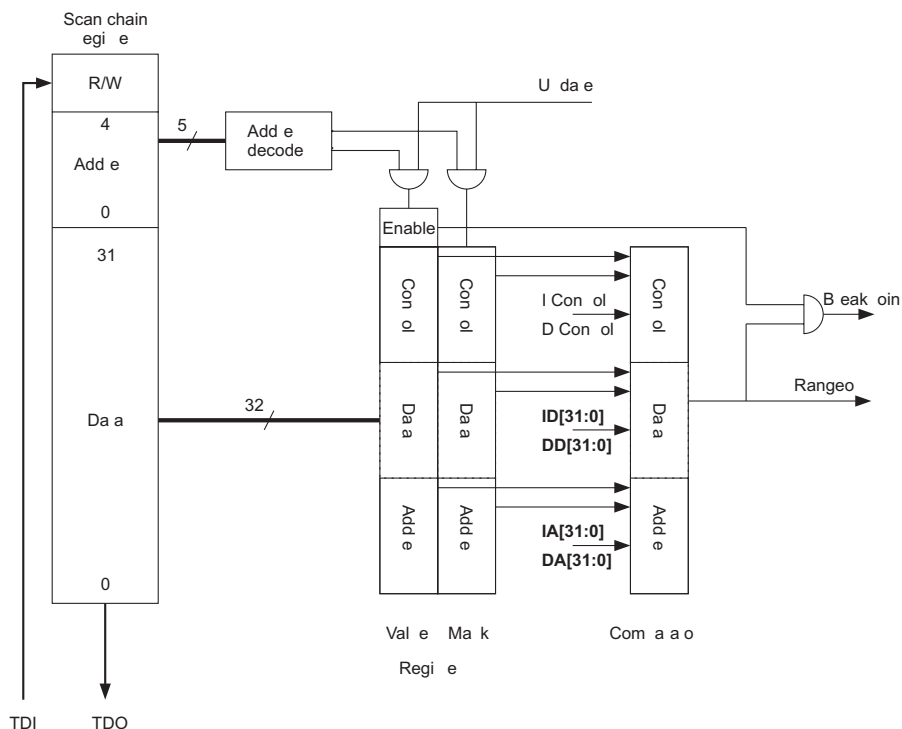 Scan chain
egi e
R/W
4
Add e
0
31
Da a
0
TDI
TDO
5
Add e
decode
U da e
Enable
Con ol
Con ol
Da a
Da a
Add e
Add e
32
I Con ol
D Con ol
ID[31:0]
DD[31:0]
IA[31:0]
DA[31:0]
Con ol
Da a
Add e
B eak oin
Rangeo
Val e
Ma k
Regi e
Com a a o